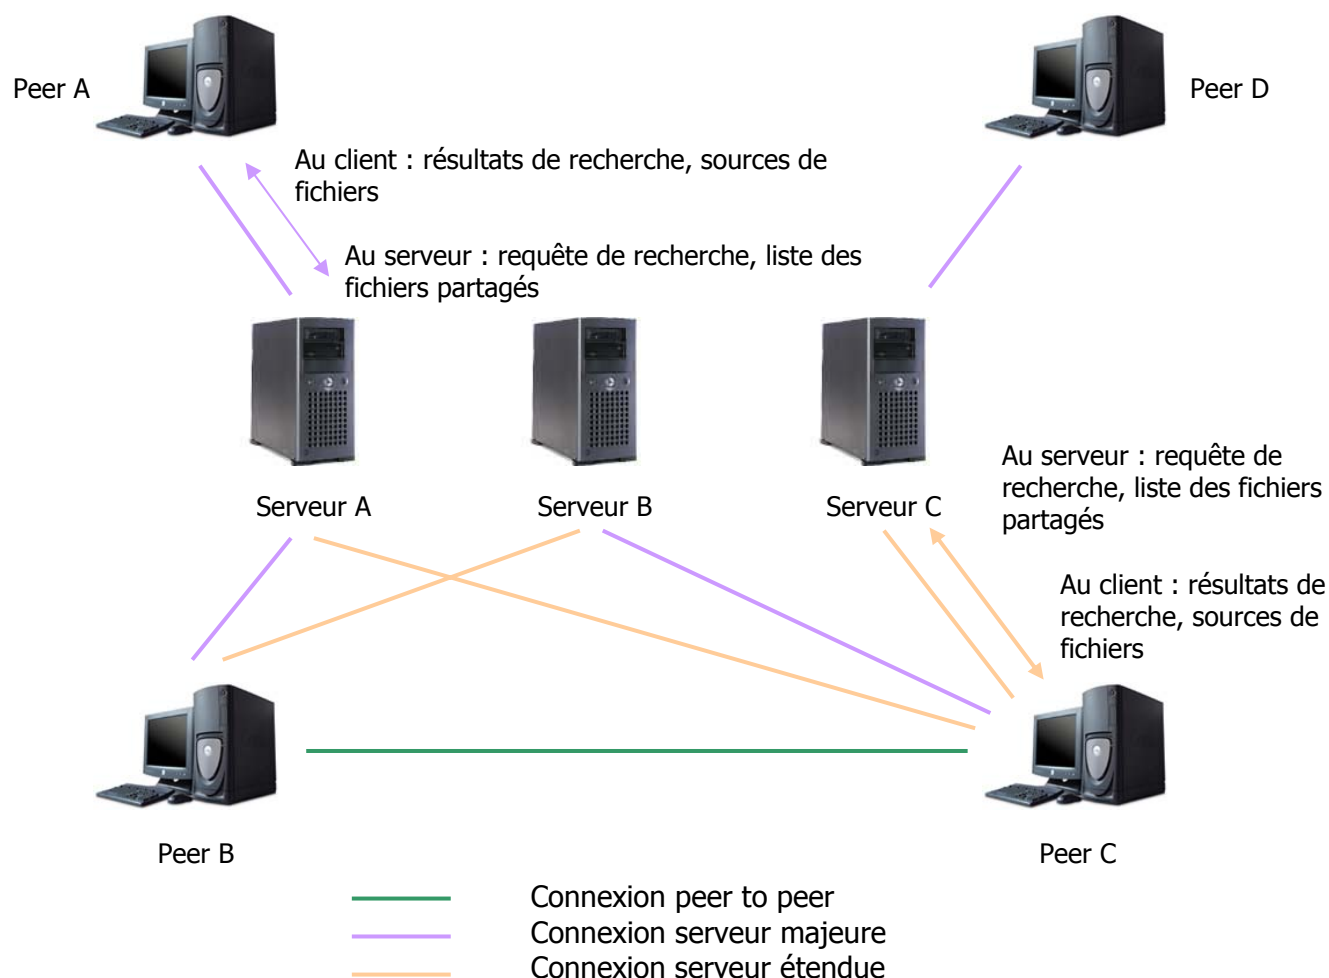 Peer A
Peer D
Au client : résultats de recherche, sources de
fichiers
Au serveur : requête de recherche, liste des
fichiers partagés
Serveur A
Serveur B
Serveur C
Au serveur : requête de
recherche, liste des fichiers
partagés
Au client : résultats de
recherche, sources de
fichiers
Peer B
Peer C
Connexion peer to peer
Connexion serveur majeure
Connexion serveur étendue